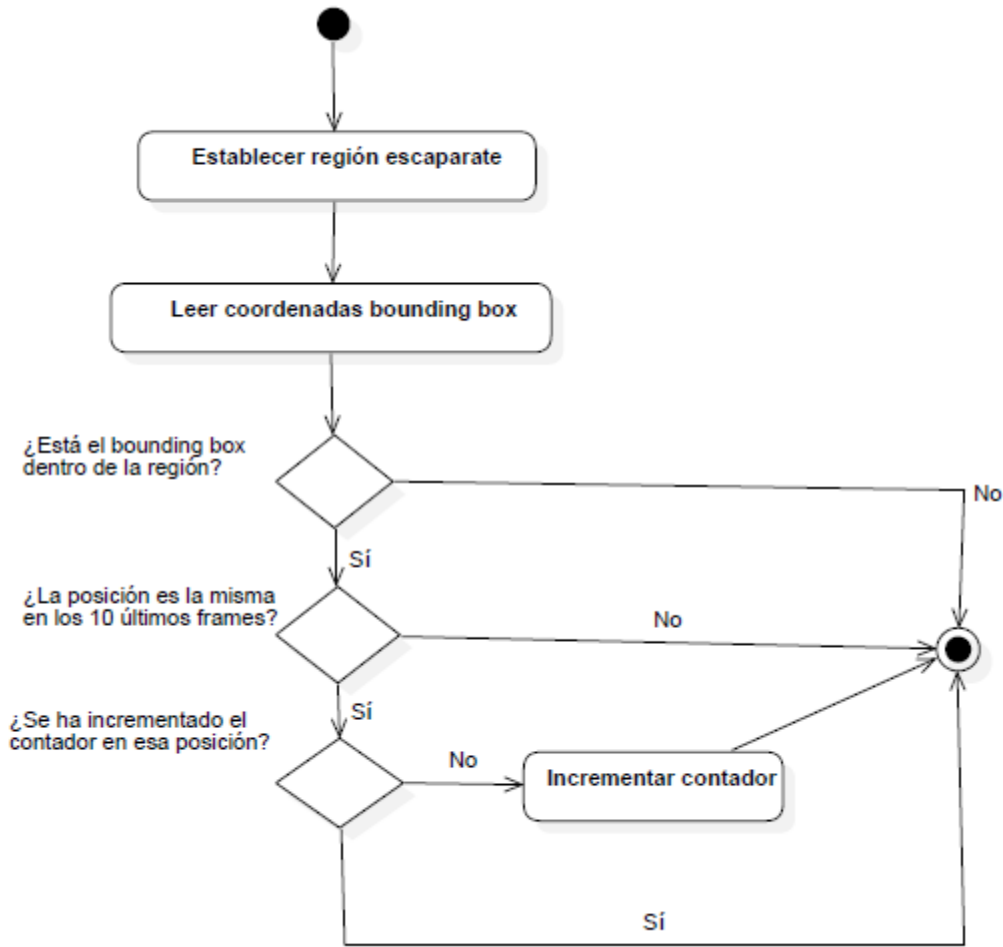 Establecer región escaparate
Leer coordenadas bounding box
¿Está el bounding box
dentro de la región?
No
Sí
¿La posición es la misma
en los 10 últimos frames?
No
Sí
¿Se ha incrementado el
contador en esa posición?
No
Incrementar contador
Sí